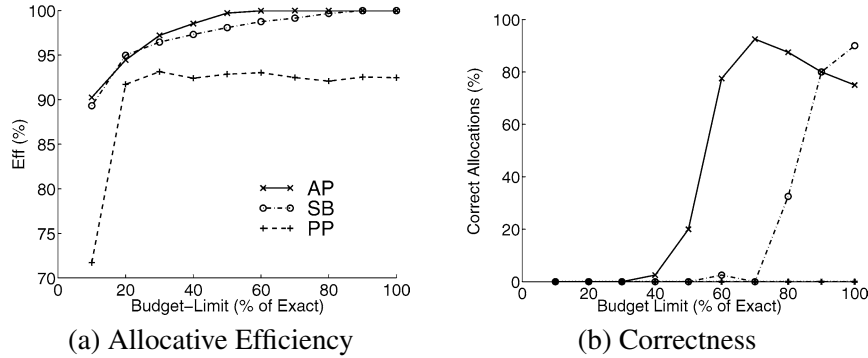 100
95
90
85
80
75
70
Eff (%)
AP
SB
PP
0 20 40 60 80 100
Budget–Limit (% of Exact)
(a) Allocative Efficiency
100
80
60
40
20
0
Correct Allocations (%)
0 20 40 60 80 100
Budget Limit (% of Exact)
(b) Correctness